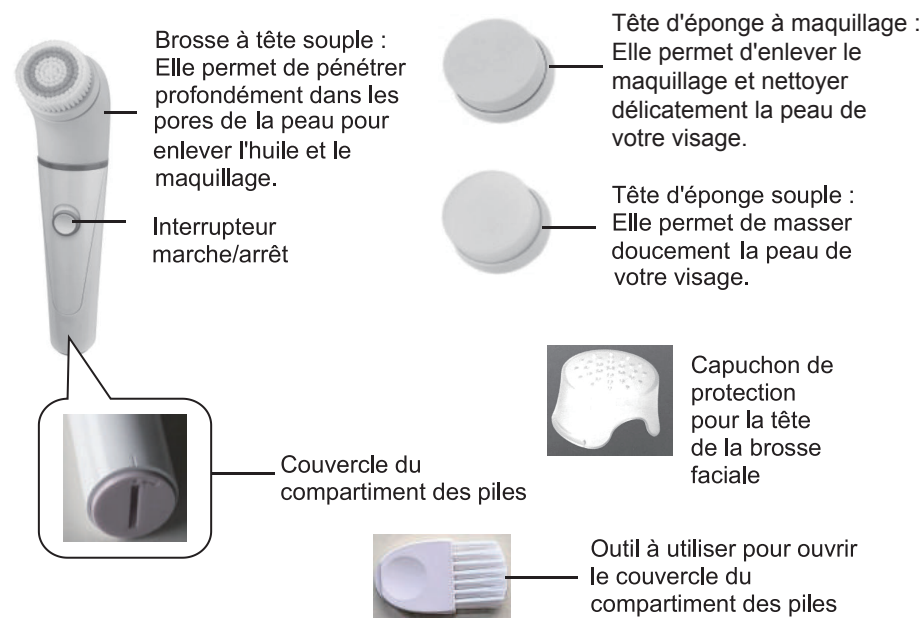 Brosse à tête souple :
Elle permet de pénétrer
profondément dans les
pores de la peau pour
enlever l'huile et le
maquillage.
Interrupteur
marche/arrêt
Tête d'éponge à maquillage :
Elle permet d'enlever le
maquillage et nettoyer
délicatement la peau de
votre visage.
Tête d'éponge souple :
Elle permet de masser
doucement la peau de
votre visage.
Capuchon de
protection
pour la tête
de la brosse
faciale
Couvercle du
compartiment des piles
Outil à utiliser pour ouvrir
le couvercle du
compartiment des piles